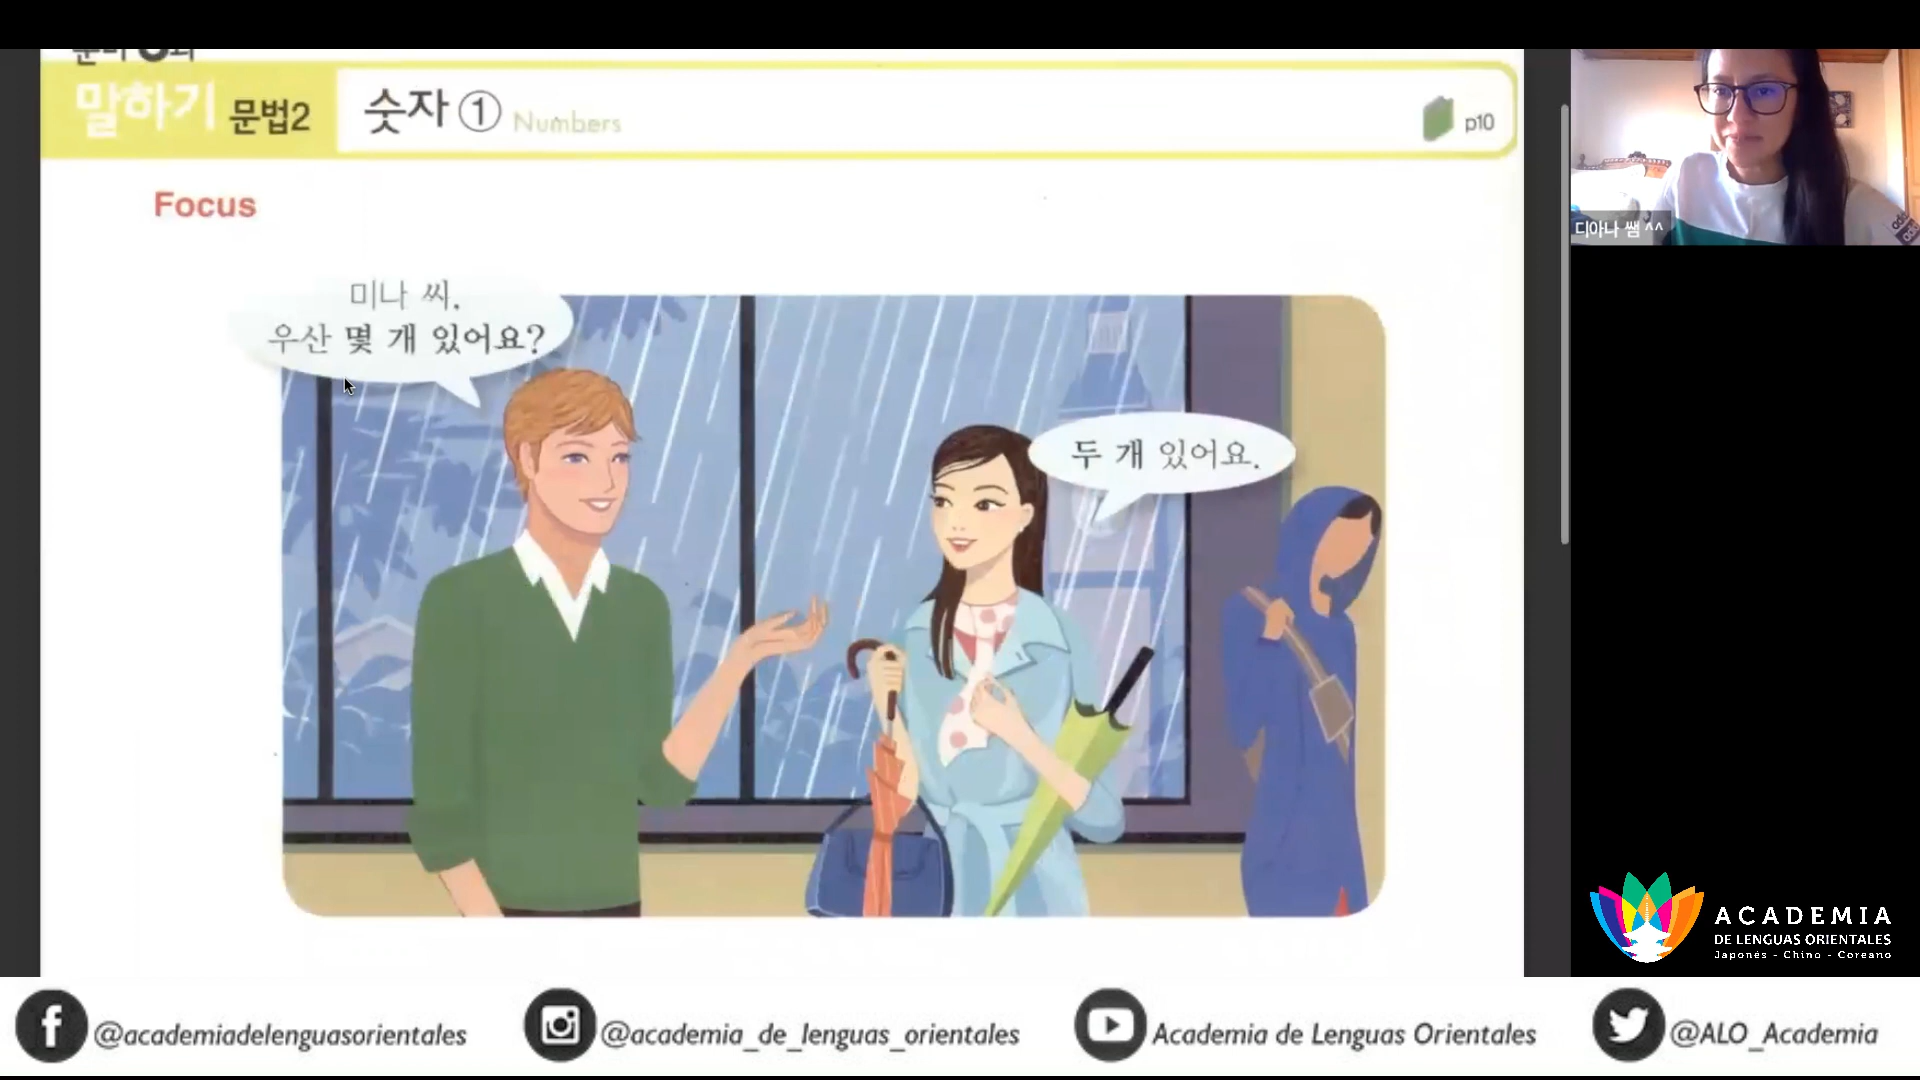 말하기 문법2 숫자 ① Numbers p10
Focus
미나 씨.
우산 몇 개 있어요?
두 개 있어요.
디아나 쌤 ^^
ACADEMIA
DE LENGUAS ORIENTALES
Japonés - Chino - Coreano
@academiadelenguasorientales
@academia_de_lenguas_orientales
Academia de Lenguas Orientales
@ALO_Academia